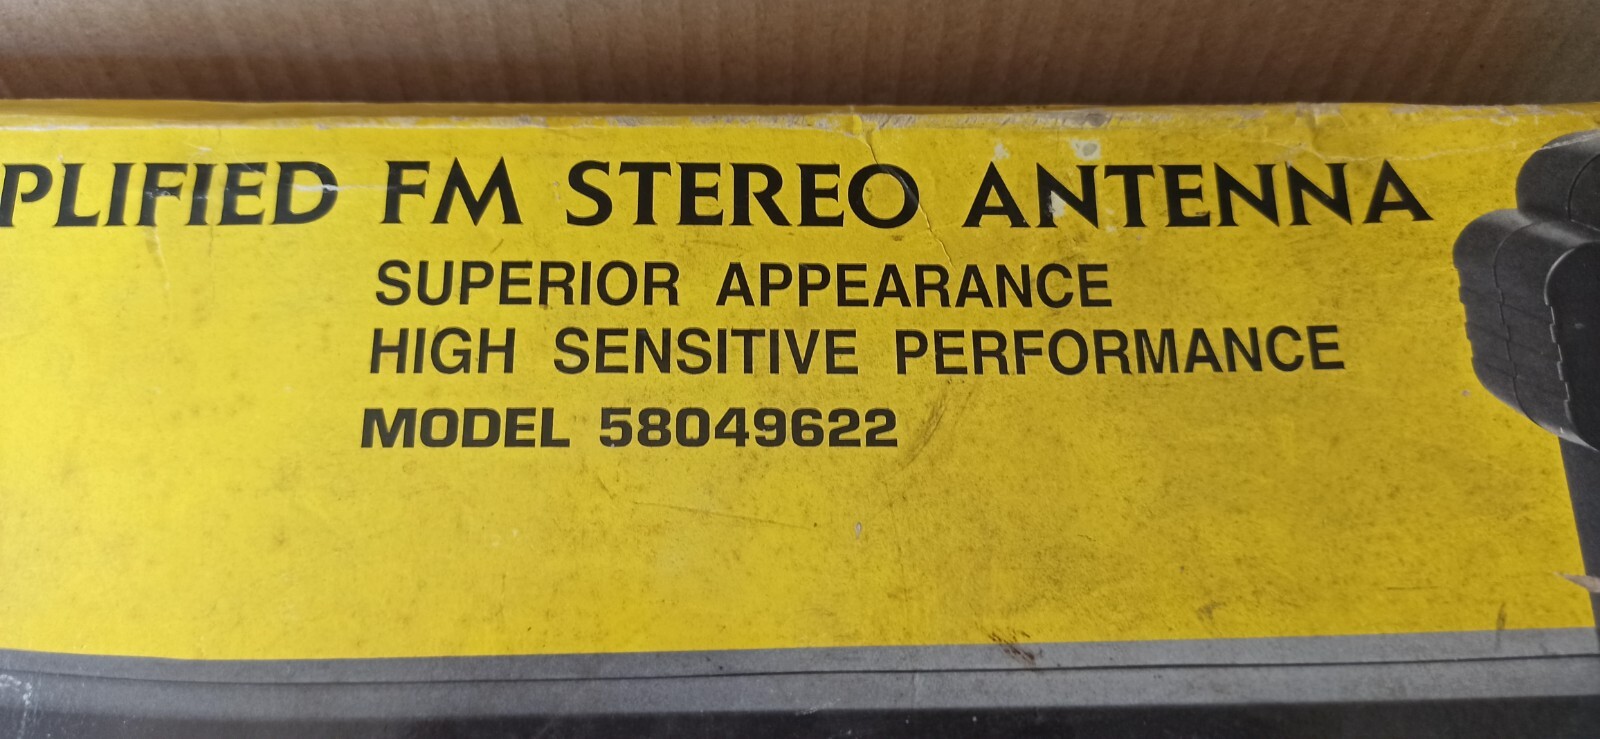 PLIFIED FM STEREO ANTENNA
SUPERIOR APPEARANCE
HIGH SENSITIVE PERFORMANCE
MODEL 58049622